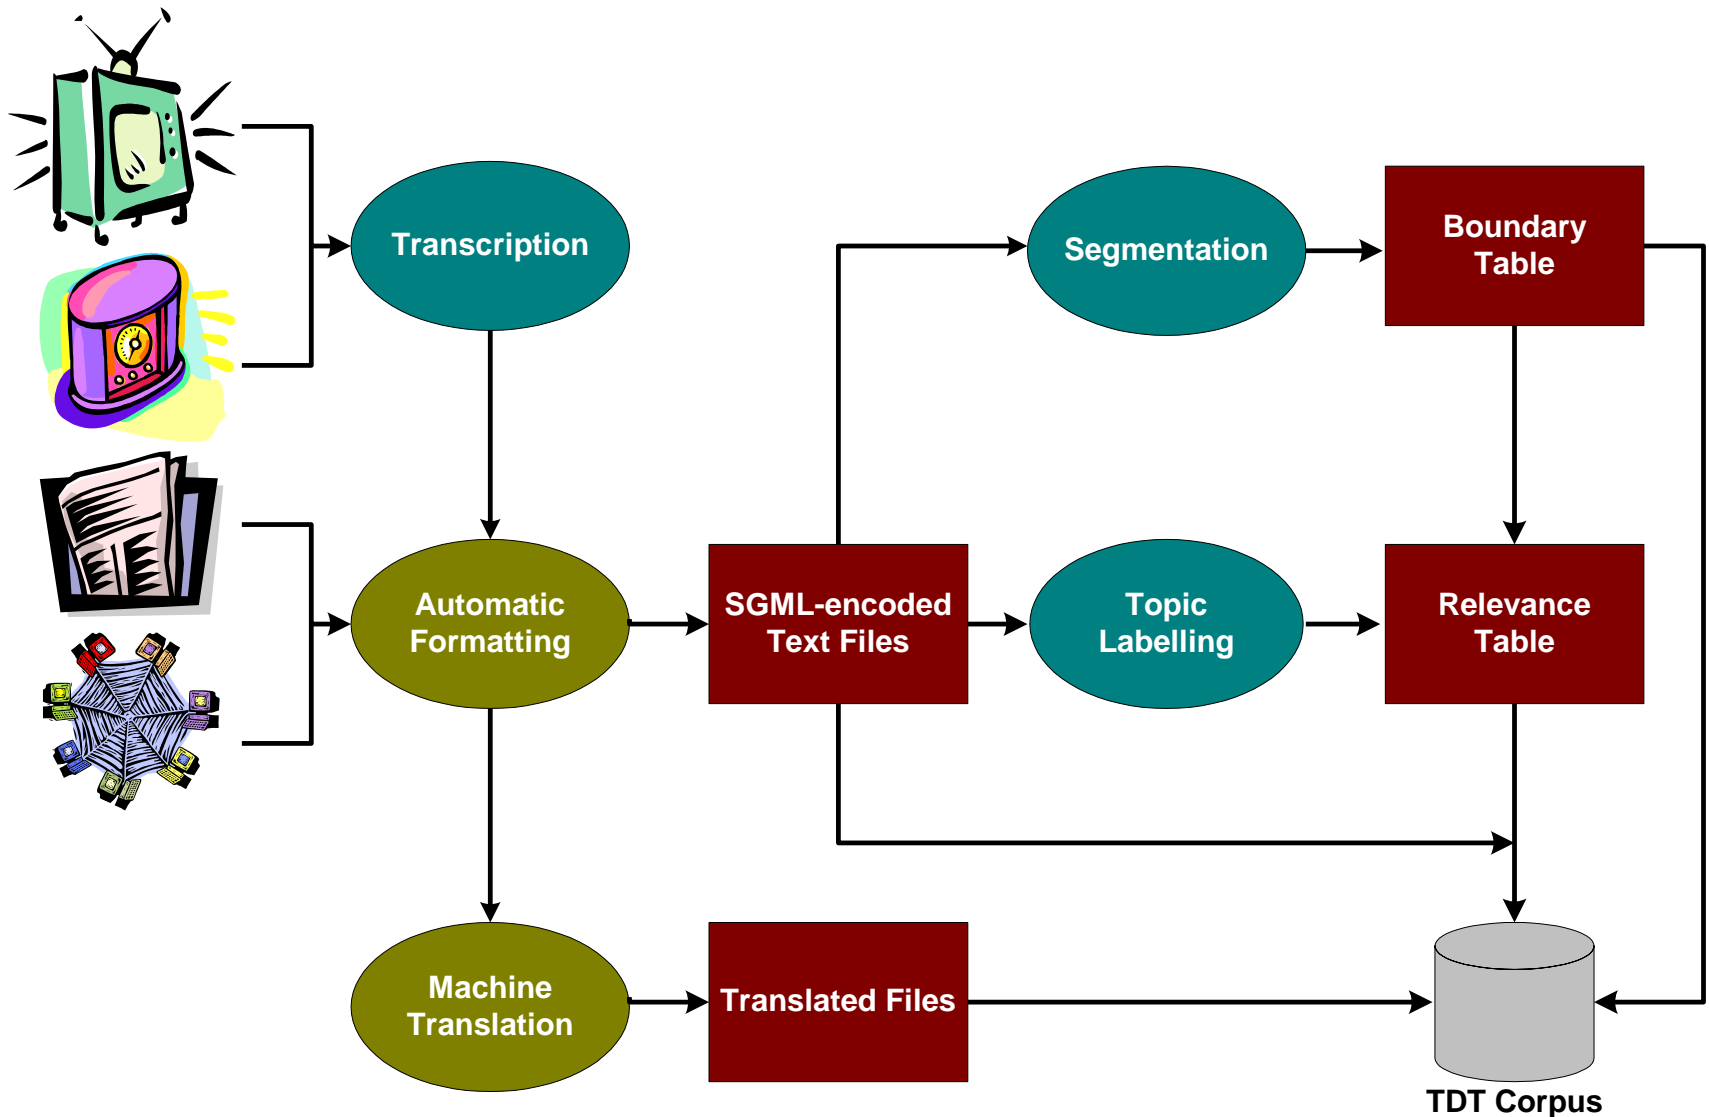 Transcription
Segmentation
Boundary
Table
Automatic
Formatting
SGML-encoded
Text Files
Topic
Labelling
Relevance
Table
Machine
Translation
Translated Files
TDT Corpus